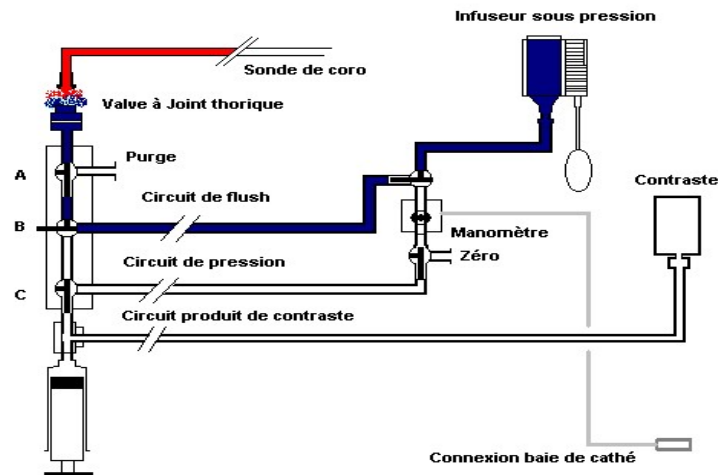 Infuseur sous pression
Sonde de coro
Valve à Joint thorique
Purge
A
Contraste
Circuit de flush
B
Manomètre
Zéro
Circuit de pression
C
Circuit produit de contraste
Connexion baie de cathé